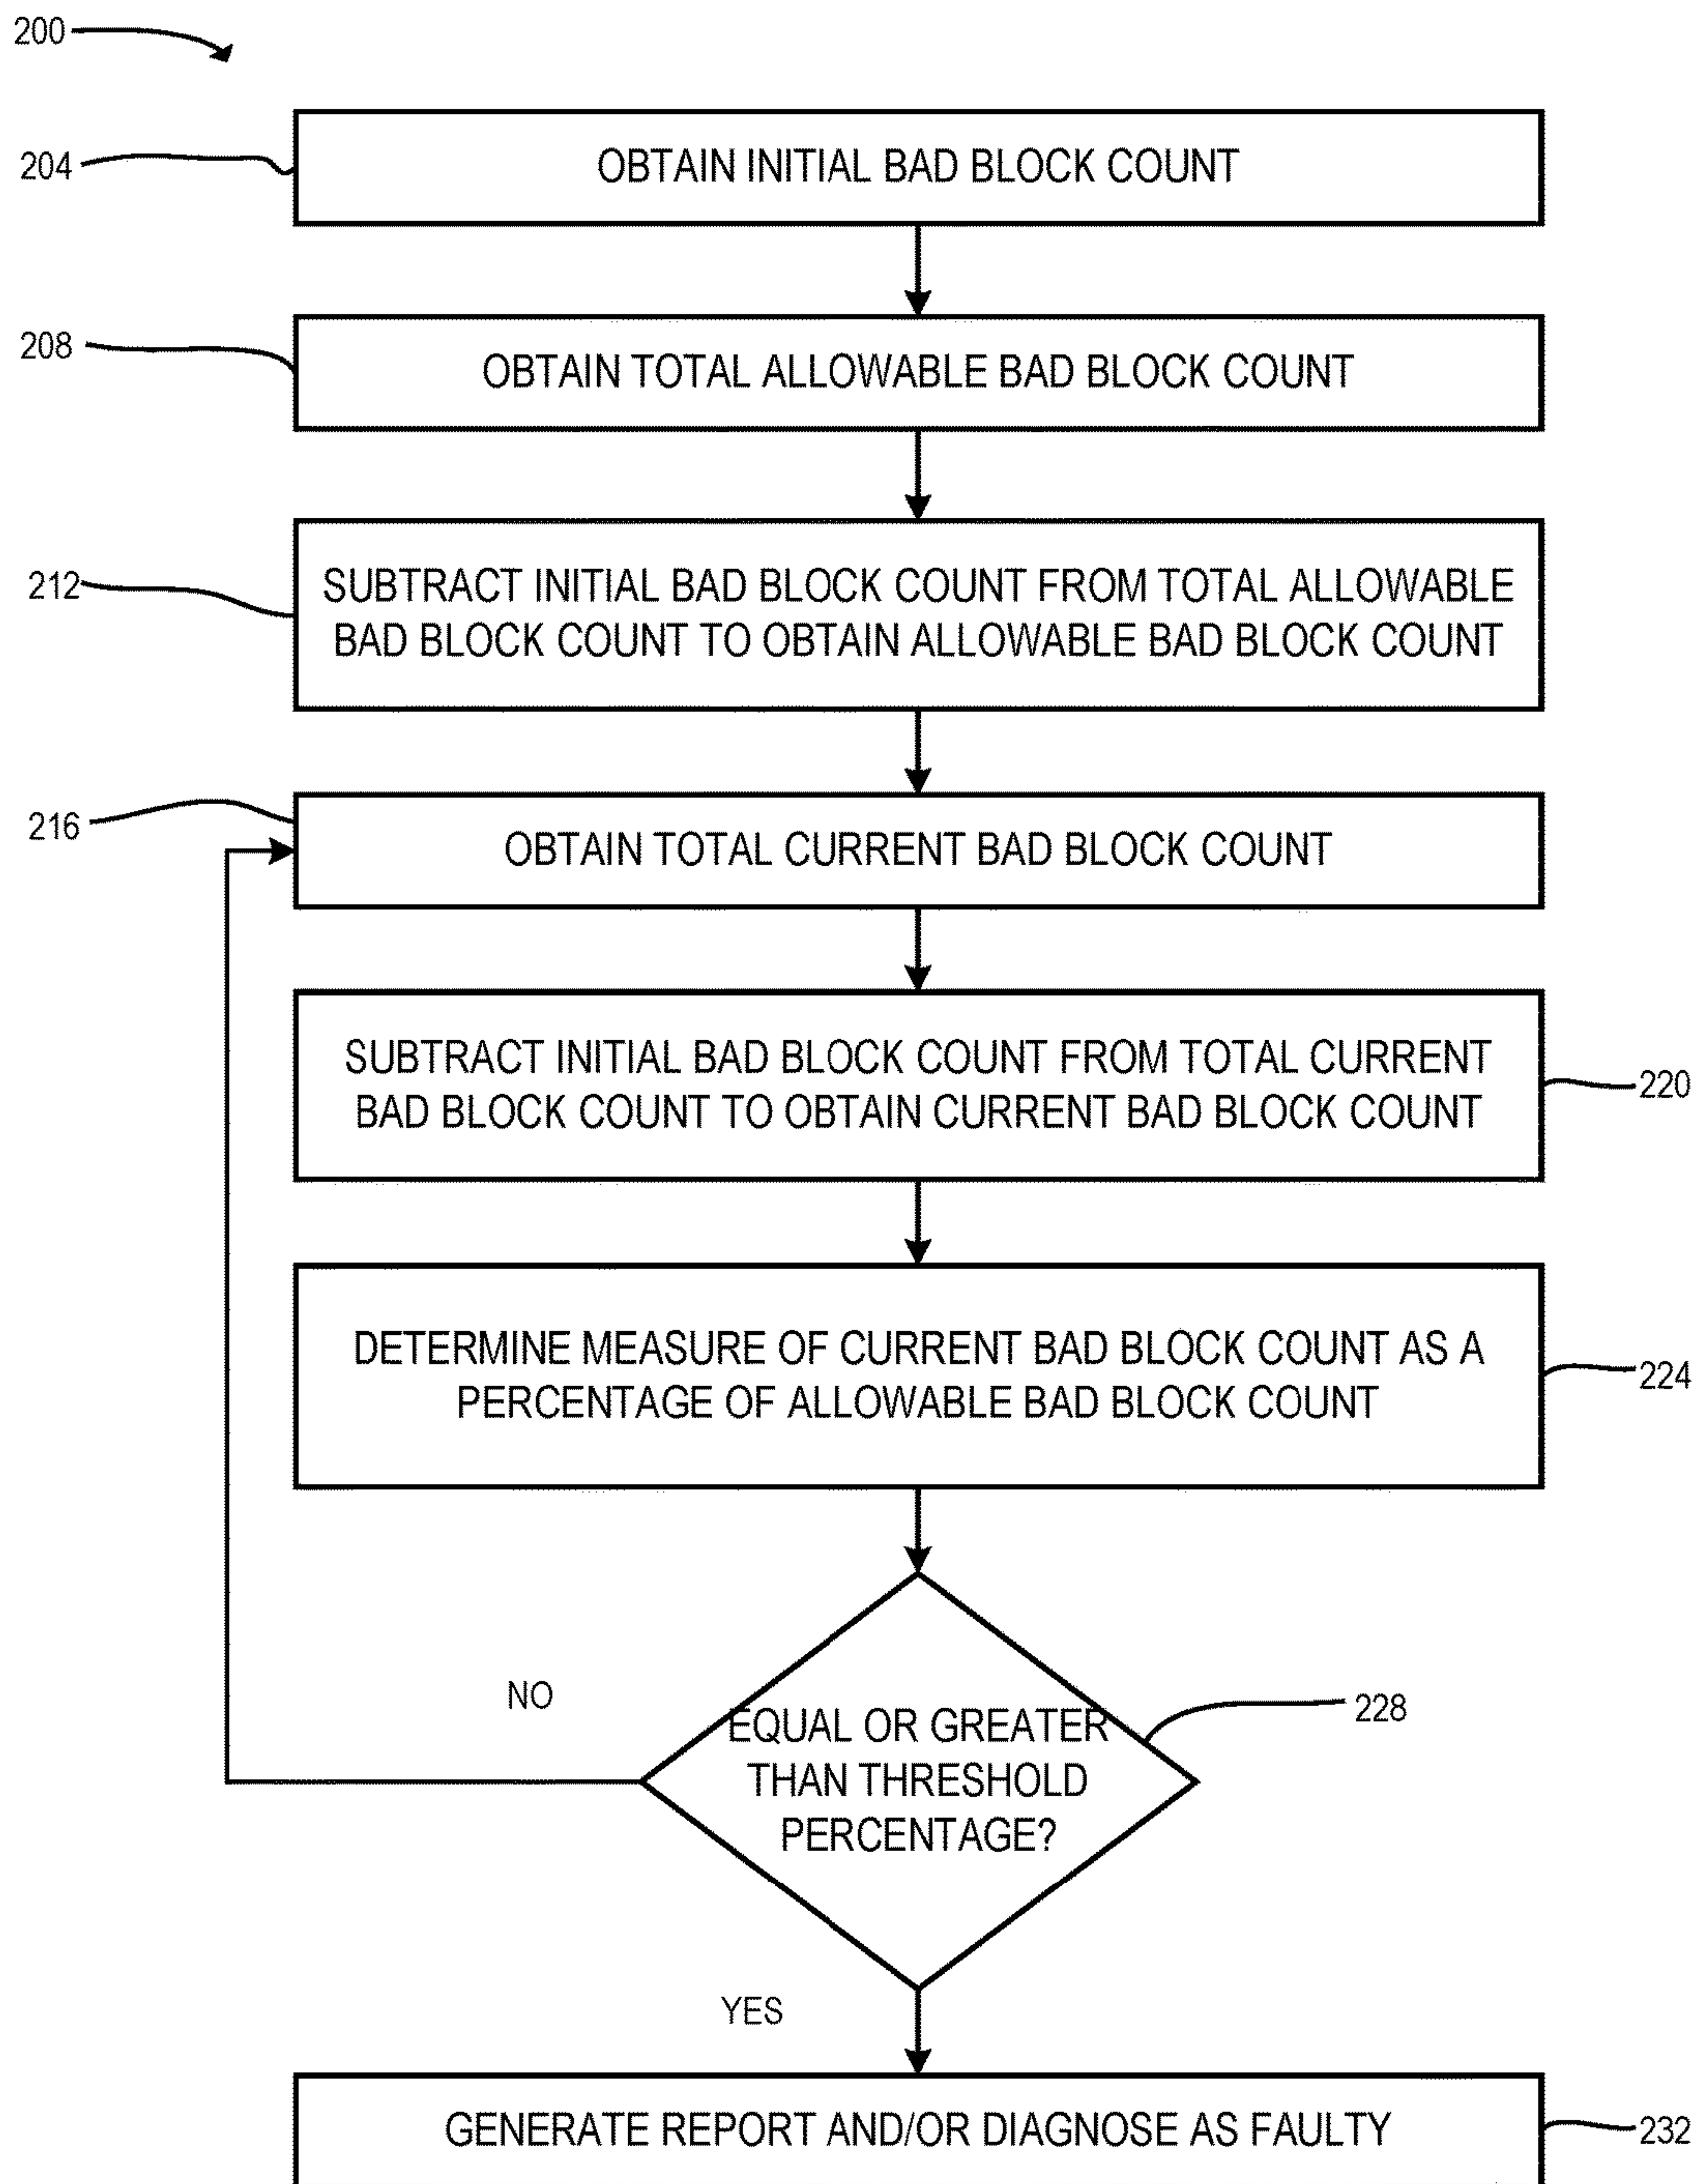 200
204
OBTAIN INITIAL BAD BLOCK COUNT
208
OBTAIN TOTAL ALLOWABLE BAD BLOCK COUNT
212
SUBTRACT INITIAL BAD BLOCK COUNT FROM TOTAL ALLOWABLE
BAD BLOCK COUNT TO OBTAIN ALLOWABLE BAD BLOCK COUNT
216
OBTAIN TOTAL CURRENT BAD BLOCK COUNT
SUBTRACT INITIAL BAD BLOCK COUNT FROM TOTAL CURRENT
BAD BLOCK COUNT TO OBTAIN CURRENT BAD BLOCK COUNT
220
DETERMINE MEASURE OF CURRENT BAD BLOCK COUNT AS A
PERCENTAGE OF ALLOWABLE BAD BLOCK COUNT
224
NO
EQUAL OR GREATER
THAN THRESHOLD
PERCENTAGE?
228
YES
GENERATE REPORT AND/OR DIAGNOSE AS FAULTY
232